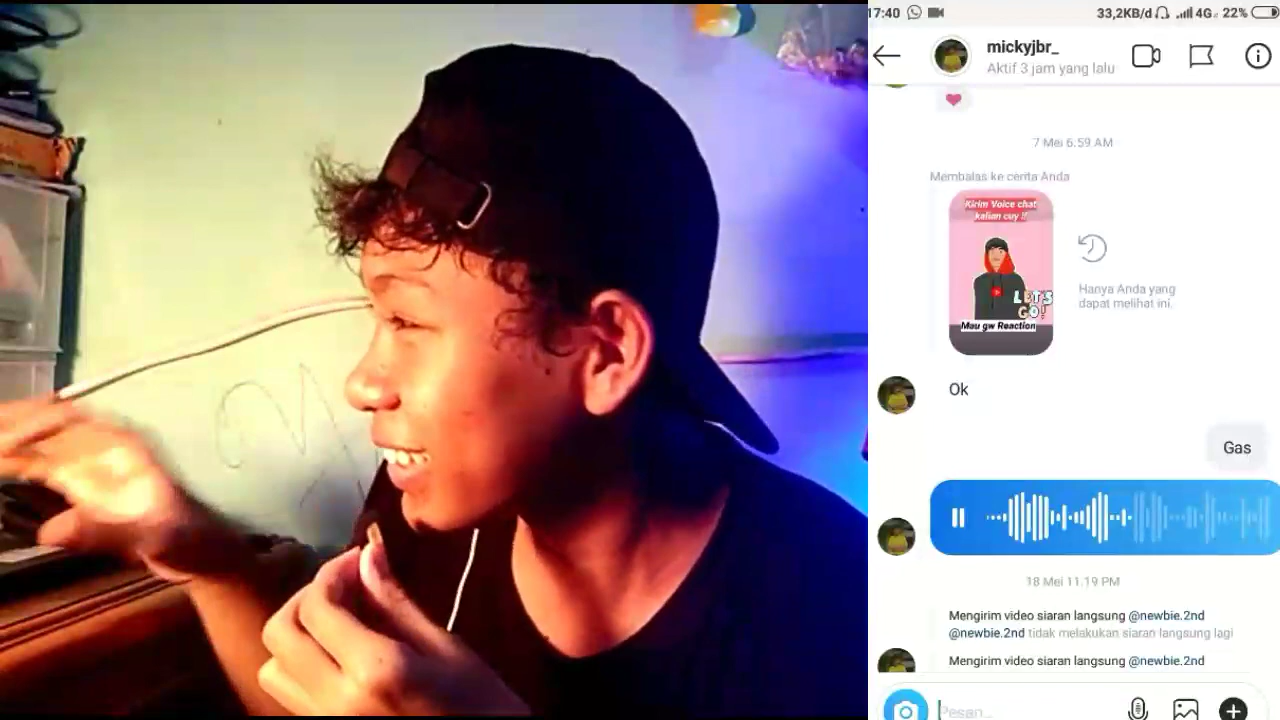 17:40
33,2KB/d 4G 22%
mickyjbr_
Aktif 3 jam yang lalu
7 Mei 6.59 AM
Membalas ke cerita Anda
Kirim Voice chat
kalian cuy !!
LET'S
GO!
Mau gw Reaction
Hanya Anda yang
dapat melihat ini.
Ok
Gas
18 Mei 11.19 PM
Mengirim video siaran langsung @newbie.2nd
@newbie.2nd tidak melakukan siaran langsung lagi
Mengirim video siaran langsung @newbie.2nd
Pesan...